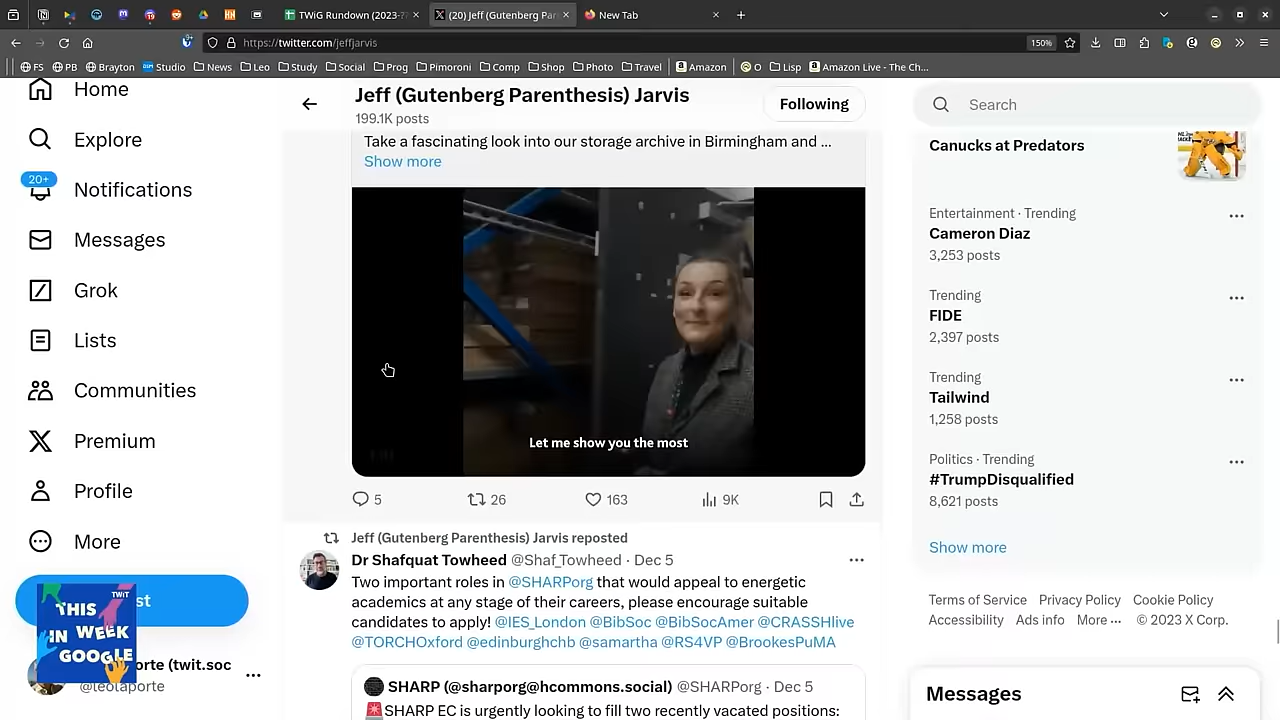 TWiG Rundown (2023-??
(20) Jeff (Gutenberg Par
New Tab
https://twitter.com/jeffjarvis
150%
FS
PB
Brayton
Studio
News
Leo
Study
Social
Prog
Pimoroni
Comp
Shop
Photo
Travel
Amazon
O
Lisp
Amazon Live - The Ch...
Home
Explore
20+
Notifications
Messages
Grok
Lists
Communities
Premium
Profile
More
st
THIS
TWiT
IN WEEK
GOOGLE
porte (twit.soc
@leolaporte
Jeff (Gutenberg Parenthesis) Jarvis
199.1K posts
Following
Take a fascinating look into our storage archive in Birmingham and ...
Show more
Let me show you the most
5
26
163
9K
Jeff (Gutenberg Parenthesis) Jarvis reposted
Dr Shafquat Towheed @Shaf_Towheed · Dec 5
Two important roles in @SHARPorg that would appeal to energetic
academics at any stage of their careers, please encourage suitable
candidates to apply! @IES_London @BibSoc @BibSocAmer @CRASSHlive
@TORCHOxford @edinburghchb @samartha @RS4VP @BrookesPuMA
SHARP (@sharporg@hcommons.social) @SHARPorg · Dec 5
🚨SHARP EC is urgently looking to fill two recently vacated positions:
Search
Canucks at Predators
Entertainment · Trending
Cameron Diaz
3,253 posts
Trending
FIDE
2,397 posts
Trending
Tailwind
1,258 posts
Politics · Trending
#TrumpDisqualified
8,621 posts
Show more
Terms of Service Privacy Policy Cookie Policy
Accessibility Ads info More ··· © 2023 X Corp.
Messages